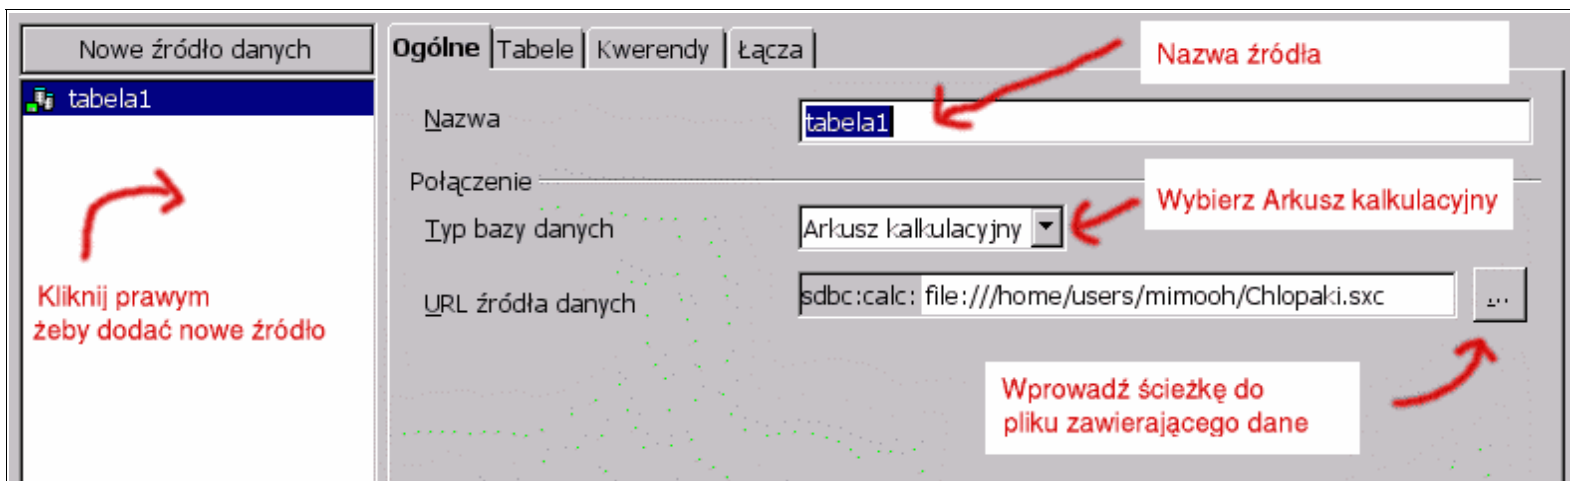 Nowe źródło danych
tabela1
Kliknij prawym
żeby dodać nowe źródło
Ogólne Tabele Kwerendy Łącza
Nazwa źródła
Nazwa tabela1
Połączenie
Wybierz Arkusz kalkulacyjny
Typ bazy danych Arkusz kalkulacyjny
URL źródła danych sdbc:calc: file:///home/users/mimooh/Chlopaki.sxc ...
Wprowadź ścieżkę do
pliku zawierającego dane